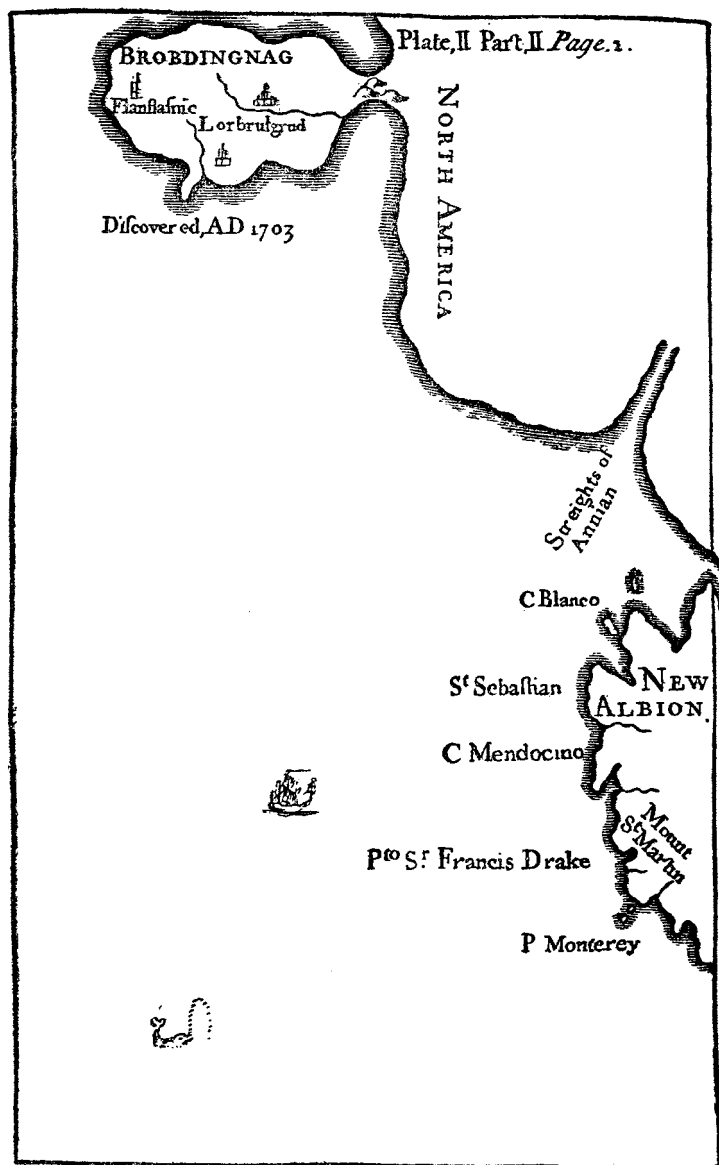 Plate, II Part, II Page. 2.
BROBDINGNAG
Flanflaſnic
Lorbrulgrud
Diſcovered, AD 1703
NORTH AMERICA
Streights of
Annian
C Blanco
St Sebaſtian
NEW
ALBION.
C Mendocino
Mount
St Martin
Pto Sr. Francis Drake
P Monterey